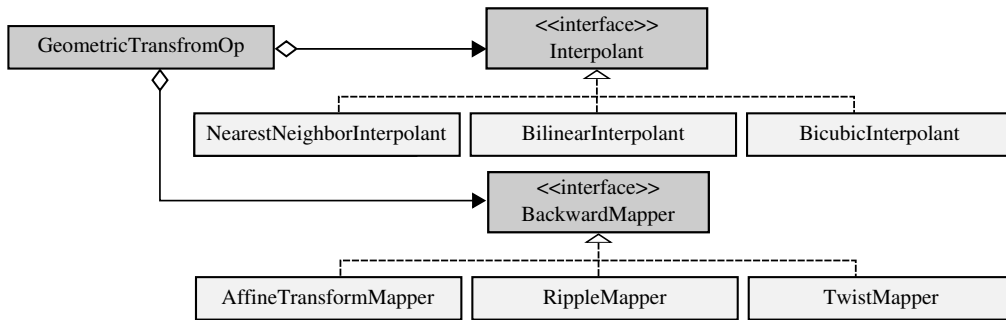 GeometricTransfromOp
<<interface>>
Interpolant
NearestNeighborInterpolant
BilinearInterpolant
BicubicInterpolant
<<interface>>
BackwardMapper
AffineTransformMapper
RippleMapper
TwistMapper